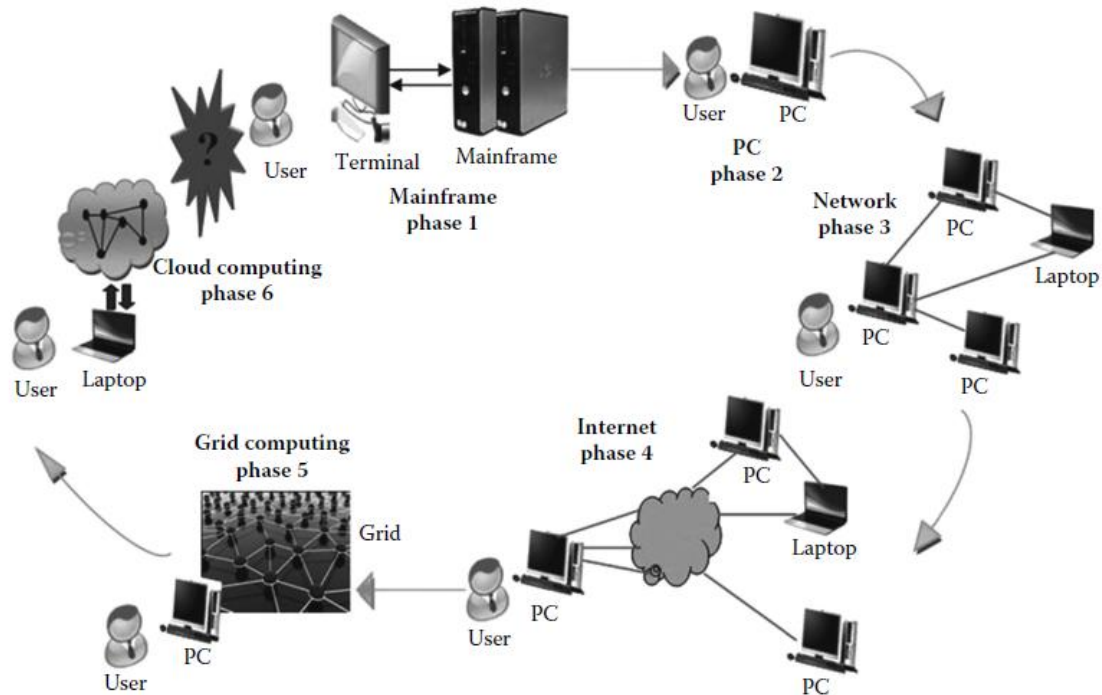 User
Terminal
Mainframe
Mainframe
phase 1
User
PC
PC
phase 2
Network
phase 3
PC
Laptop
PC
User
PC
Internet
phase 4
PC
Laptop
PC
User
PC
Grid computing
phase 5
Grid
PC
User
?
Cloud computing
phase 6
User
Laptop